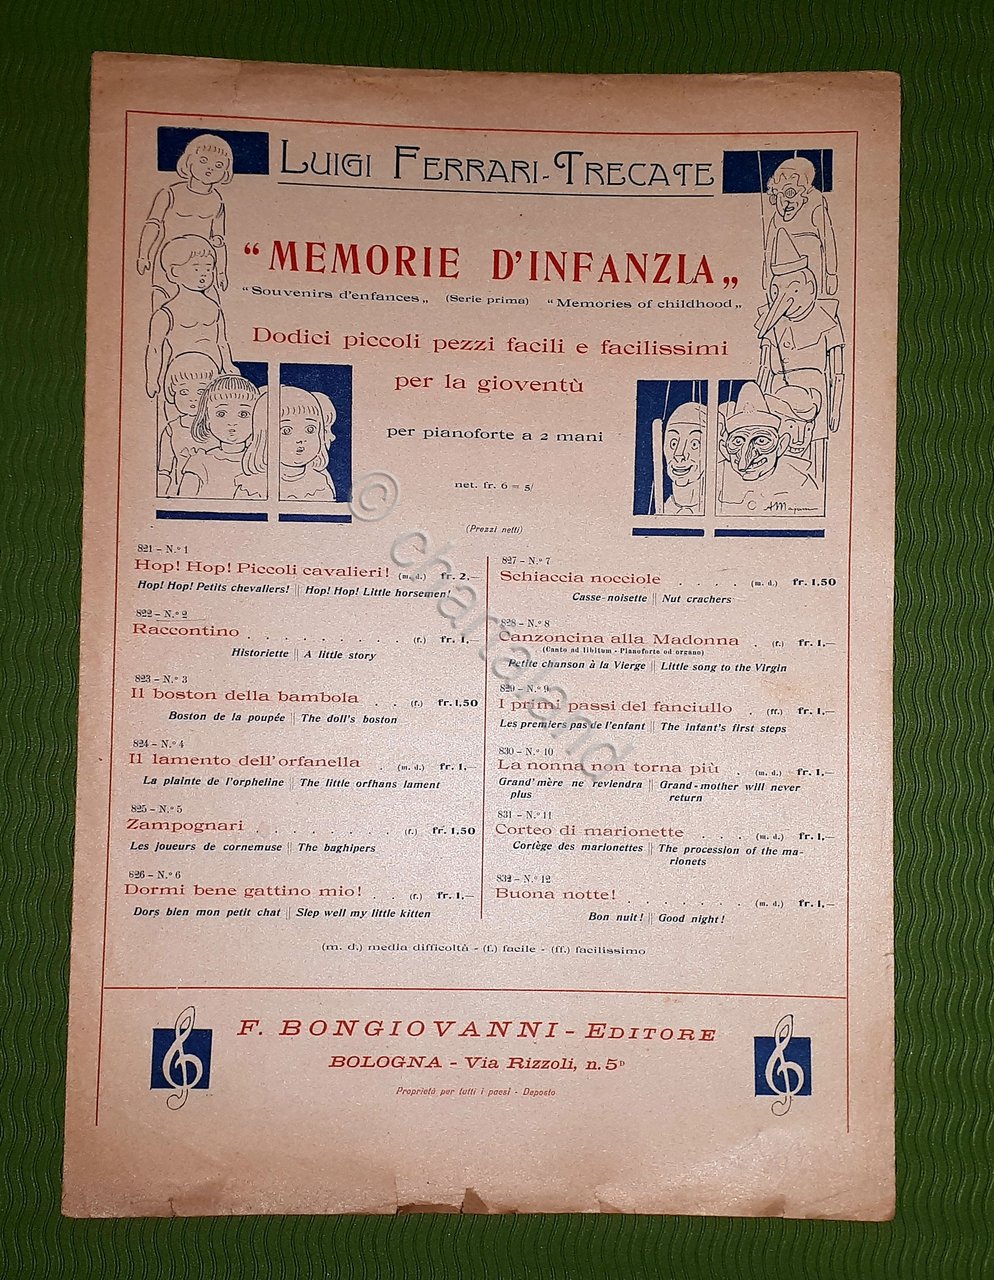 LUIGI FERRARI-TRECATE
“MEMORIE D'INFANZIA„
“Souvenirs d'enfances„ (Serie prima) “Memories of childhood„
Dodici piccoli pezzi facili e facilissimi
per la gioventù
per pianoforte a 2 mani
net. fr. 6 = 5/
(Prezzi netti)
821 - N.º 1
Hop! Hop! Piccoli cavalieri! (m. d.) fr. 2,—
Hop! Hop! Petits chevaliers! || Hop! Hop! Little horsemen!
822 - N.º 2
Raccontino . . . . . . . . . . (f.) fr. 1,—
Historiette || A little story
823 - N.º 3
Il boston della bambola . . (f.) fr. 1,50
Boston de la poupée || The doll's boston
824 - N.º 4
Il lamento dell'orfanella . . (m. d.) fr. 1,—
La plainte de l'orpheline || The little orfhans lament
825 - N.º 5
Zampognari . . . . . . . . . (f.) fr. 1,50
Les joueurs de cornemuse || The baghipers
826 - N.º 6
Dormi bene gattino mio! . . (f.) fr. 1,—
Dors bien mon petit chat || Slep well my little kitten
827 - N.º 7
Schiaccia nocciole . . . . (m. d.) fr. 1,50
Casse-noisette || Nut crachers
828 - N.º 8
Canzoncina alla Madonna . (f.) fr. 1,—
(Canto ad libitum - Pianoforte od organo)
Petite chanson à la Vierge || Little song to the Virgin
829 - N.º 9
I primi passi del fanciullo . (ff.) fr. 1,—
Les premiers pas de l'enfant || The infant's first steps
830 - N.º 10
La nonna non torna più . (m. d.) fr. 1,—
Grand' mère ne reviendra || Grand-mother will never
plus return
831 - N.º 11
Corteo di marionette . . . (m. d.) fr. 1,—
Cortège des marionettes || The procession of the ma-
rionets
832 - N.º 12
Buona notte! . . . . . . . (m. d.) fr. 1,—
Bon nuit! || Good night!
(m. d.) media difficoltà - (f.) facile - (ff.) facilissimo
F. BONGIOVANNI - EDITORE
BOLOGNA - Via Rizzoli, n. 5ᴰ
Proprietà per tutti i paesi - Deposto
© chartaland